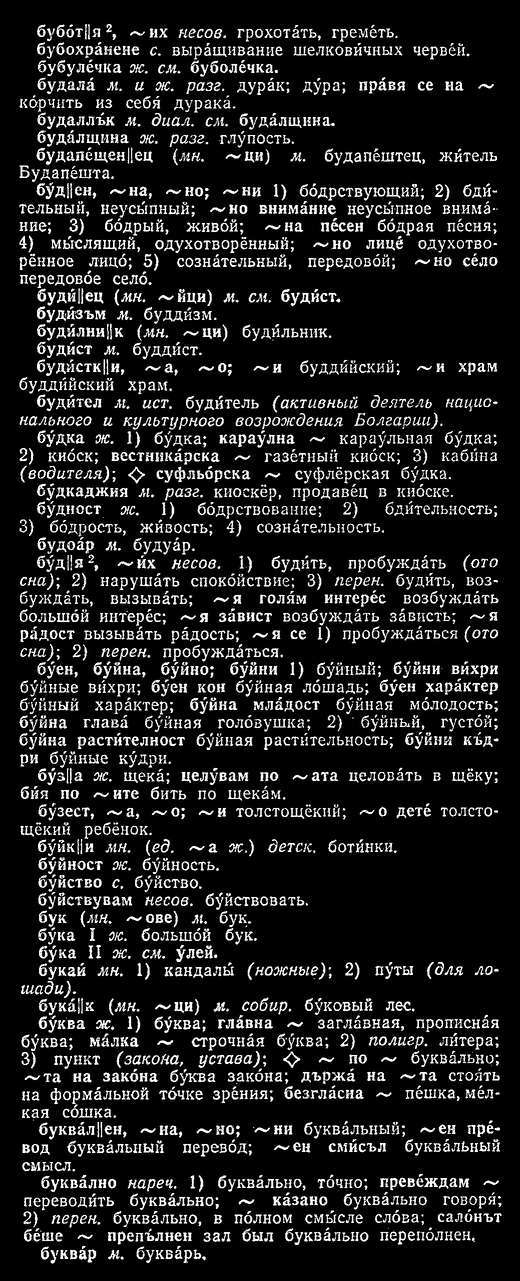 бубо́т‖я², ~их несов. грохота́ть, греме́ть.
бубохра́нене с. выра́щивание шелкови́чных черве́й.
бубуле́чка ж. см. буболе́чка.
будала́ м. и ж. разг. дура́к; ду́ра; пра́вя се на ~
ко́рчить из себя́ дурака́.
будалл́ък м. диал. см. буда́лщина.
буда́лщина ж. разг. глу́пость.
будапе́щен‖ец (мн. ~ци) м. будапе́штец, жи́тель
Будапе́шта.
бу́д‖ен, ~на, ~но; ~ни 1) бо́дрствующий; 2) бди́-
тельный, неусы́пный; ~но внима́ние неусы́пное внима́-
ние; 3) бо́дрый, живо́й; ~на пе́сен бо́драя пе́сня;
4) мы́слящий, одухотворённый; ~но лице́ одухотво-
рённое лицо́; 5) созна́тельный, передово́й; ~но се́ло
передово́е село́.
буди́‖ец (мн. ~йци) м. см. буди́ст.
буди́зъм м. будди́зм.
буди́лни‖к (мн. ~ци) буди́льник.
буди́ст м. будди́ст.
буди́стк‖и, ~а, ~о; ~и будди́йский; ~и храм
будди́йский храм.
буди́тел м. ист. буди́тель (активный деятель нацио-
нального и культурного возрождения Болгарии).
бу́дка ж. 1) бу́дка; карау́лна ~ карау́льная бу́дка;
2) кио́ск; вестника́рска ~ газе́тный кио́ск; 3) каби́на
(водителя); ◇ суфльо́рска ~ суфлёрская бу́дка.
бу́дкаджия м. разг. киоскёр, продаве́ц в кио́ске.
бу́дност ж. 1) бо́дрствование; 2) бди́тельность;
3) бо́дрость, жи́вость; 4) созна́тельность.
будоа́р м. будуа́р.
бу́д‖я², ~их несов. 1) буди́ть, пробужда́ть (ото
сна); 2) наруша́ть споко́йствие; 3) перен. буди́ть, воз-
бужда́ть, вызыва́ть; ~я голя́м интере́с возбужда́ть
большо́й интере́с; ~я за́вист возбужда́ть за́висть; ~я
ра́дост вызыва́ть ра́дость; ~я се 1) пробужда́ться (ото
сна); 2) перен. пробужда́ться.
бу́ен, бу́йна, бу́йно; бу́йни 1) бу́йный; бу́йни ви́хри
бу́йные ви́хри; бу́ен кон бу́йная ло́шадь; бу́ен хара́ктер
бу́йный хара́ктер; бу́йна мла́дост бу́йная мо́лодость;
бу́йна глава́ бу́йная голо́вушка; 2) бу́йный, густо́й;
бу́йна расти́телност бу́йная расти́тельность; бу́йни къ́д-
ри бу́йные ку́дри.
бу́з‖а ж. щека́; целу́вам по ~ата целова́ть в щёку;
би́я по ~ите бить по щека́м.
бу́зест, ~а, ~о; ~и толстощёкий; ~о дете́ толсто-
щёкий ребёнок.
бу́йк‖и мн. (ед. ~а ж.) детск. боти́нки.
бу́йност ж. бу́йность.
бу́йство с. бу́йство.
бу́йствувам несов. бу́йствовать.
бук (мн. ~ове) м. бук.
бу́ка I ж. большо́й бук.
бу́ка II ж. см. у́лей.
букаи́ мн. 1) кандалы́ (ножные); 2) пу́ты (для ло-
шади).
бука́‖к (мн. ~ци) м. собир. бу́ковый лес.
бу́ква ж. 1) бу́ква; гла́вна ~ загла́вная, прописна́я
бу́ква; ма́лка ~ строчна́я бу́ква; 2) полигр. ли́тера;
3) пункт (закона, устава); ◇ ~ по ~ буква́льно;
~та на зако́на бу́ква зако́на; държа́ на ~та стоя́ть
на форма́льной то́чке зре́ния; безгла́сна ~ пе́шка, ме́л-
кая со́шка.
буква́л‖ен, ~на, ~но; ~ни буква́льный; ~ен пре́-
вод буква́льный перево́д; ~ен сми́съл буква́льный
смысл.
буква́лно нареч. 1) буква́льно, то́чно; преве́ждам ~
переводи́ть буква́льно; ~ ка́зано буква́льно говоря́;
2) перен. буква́льно, в по́лном смы́сле сло́ва; сало́нът
бе́ше ~ препъ́лнен зал был буква́льно перепо́лнен.
буква́р м. буква́рь.